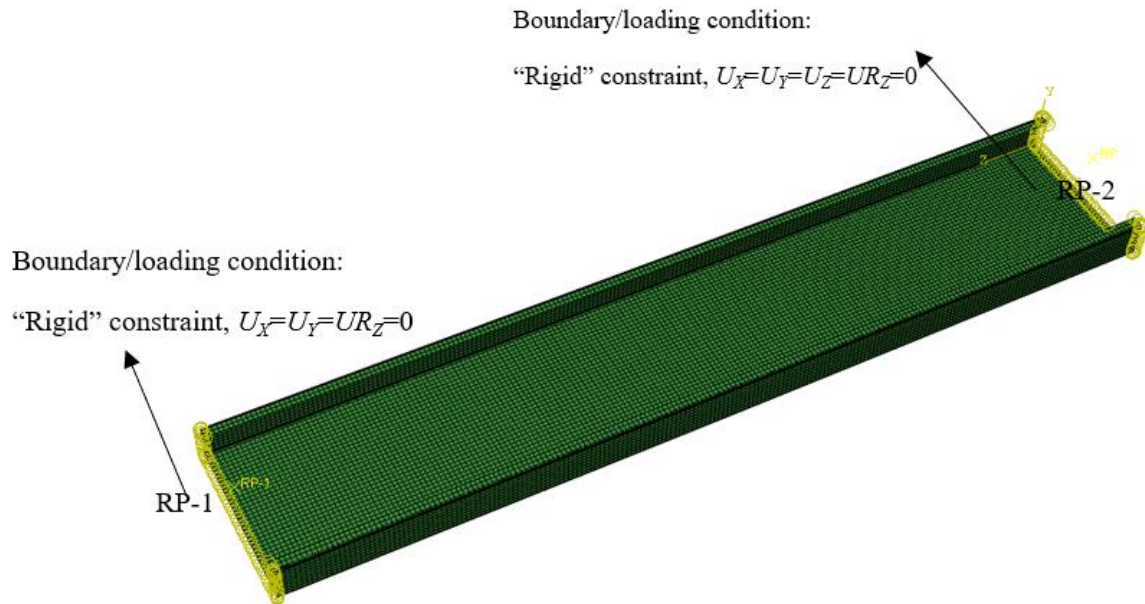 Boundary/loading condition:
“Rigid” constraint, UX=UY=UZ=URZ=0
Y
Z
X RP
RP-2
Boundary/loading condition:
“Rigid” constraint, UX=UY=URZ=0
RP-1
RP-1